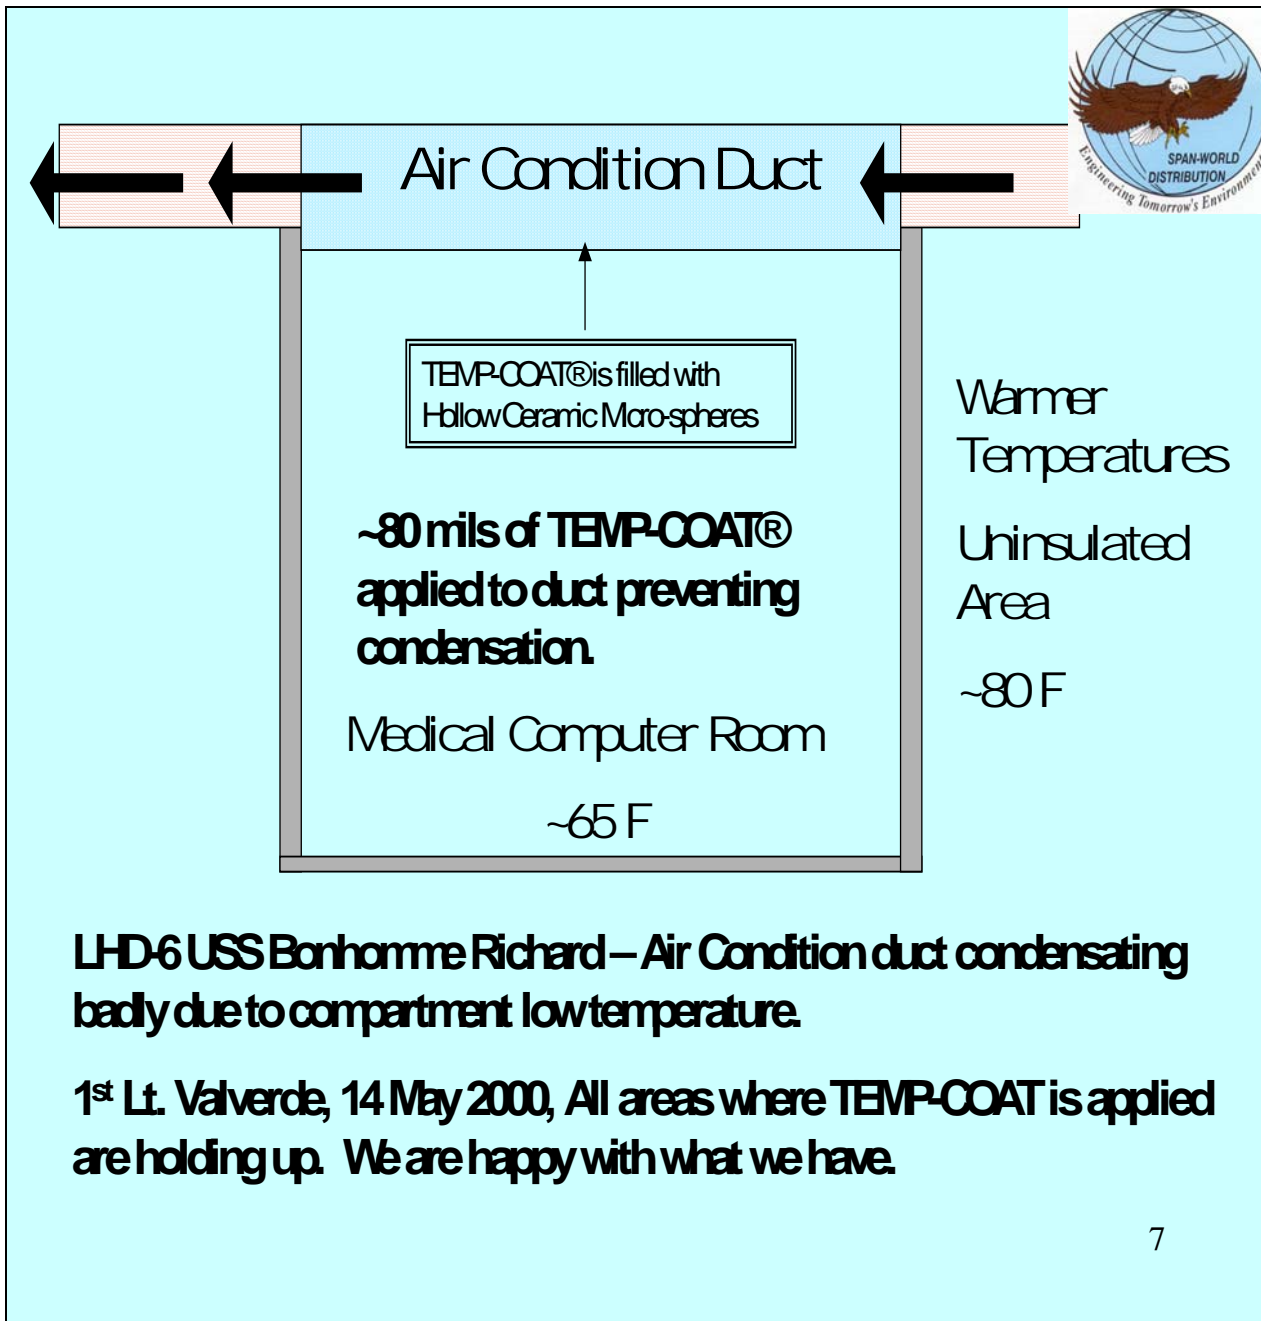 SPAN-WORLD
DISTRIBUTION
Engineering Tomorrow's Environment
Air Condition Duct
TEMP-COAT® is filled with
Hollow Ceramic Micro-spheres
Warmer
Temperatures
Uninsulated
Area
~80 F
~80 mils of TEMP-COAT®
applied to duct preventing
condensation.
Medical Computer Room
~65 F
LHD-6 USS Bonhomme Richard – Air Condition duct condensating
badly due to compartment low temperature.
1st Lt. Valverde, 14 May 2000, All areas where TEMP-COAT is applied
are holding up. We are happy with what we have.
7